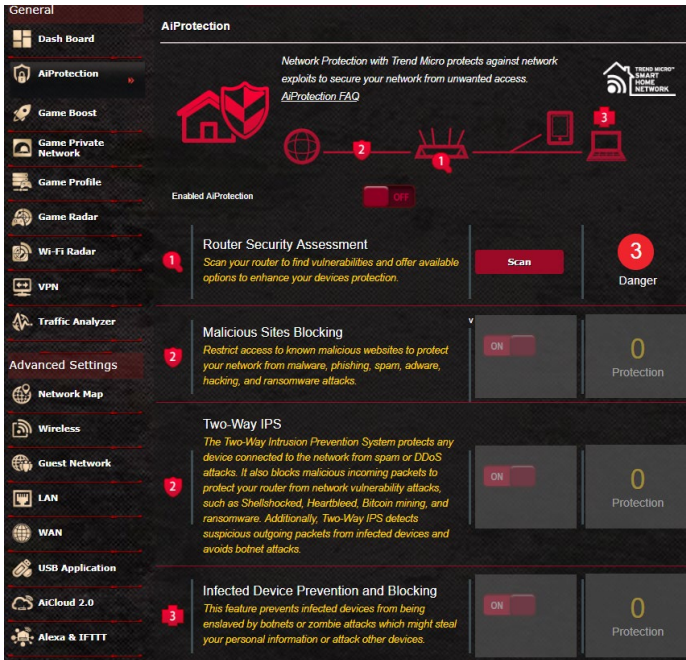 General
Dash Board
AiProtection
Game Boost
Game Private
Network
Game Profile
Game Radar
Wi-Fi Radar
VPN
Traffic Analyzer
Advanced Settings
Network Map
Wireless
Guest Network
LAN
WAN
USB Application
AiCloud 2.0
Alexa & IFTTT
AiProtection
Network Protection with Trend Micro protects against network
exploits to secure your network from unwanted access.
AiProtection FAQ
TREND MICRO™
SMART
HOME
NETWORK
3
2
1
Enabled AiProtection
OFF
1
Router Security Assessment
Scan your router to find vulnerabilities and offer available
options to enhance your devices protection.
Scan
3
Danger
2
Malicious Sites Blocking
Restrict access to known malicious websites to protect
your network from malware, phishing, spam, adware,
hacking, and ransomware attacks.
v
ON
0
Protection
2
Two-Way IPS
The Two-Way Intrusion Prevention System protects any
device connected to the network from spam or DDoS
attacks. It also blocks malicious incoming packets to
protect your router from network vulnerability attacks,
such as Shellshocked, Heartbleed, Bitcoin mining, and
ransomware. Additionally, Two-Way IPS detects
suspicious outgoing packets from infected devices and
avoids botnet attacks.
ON
0
Protection
3
Infected Device Prevention and Blocking
This feature prevents infected devices from being
enslaved by botnets or zombie attacks which might steal
your personal information or attack other devices.
ON
0
Protection